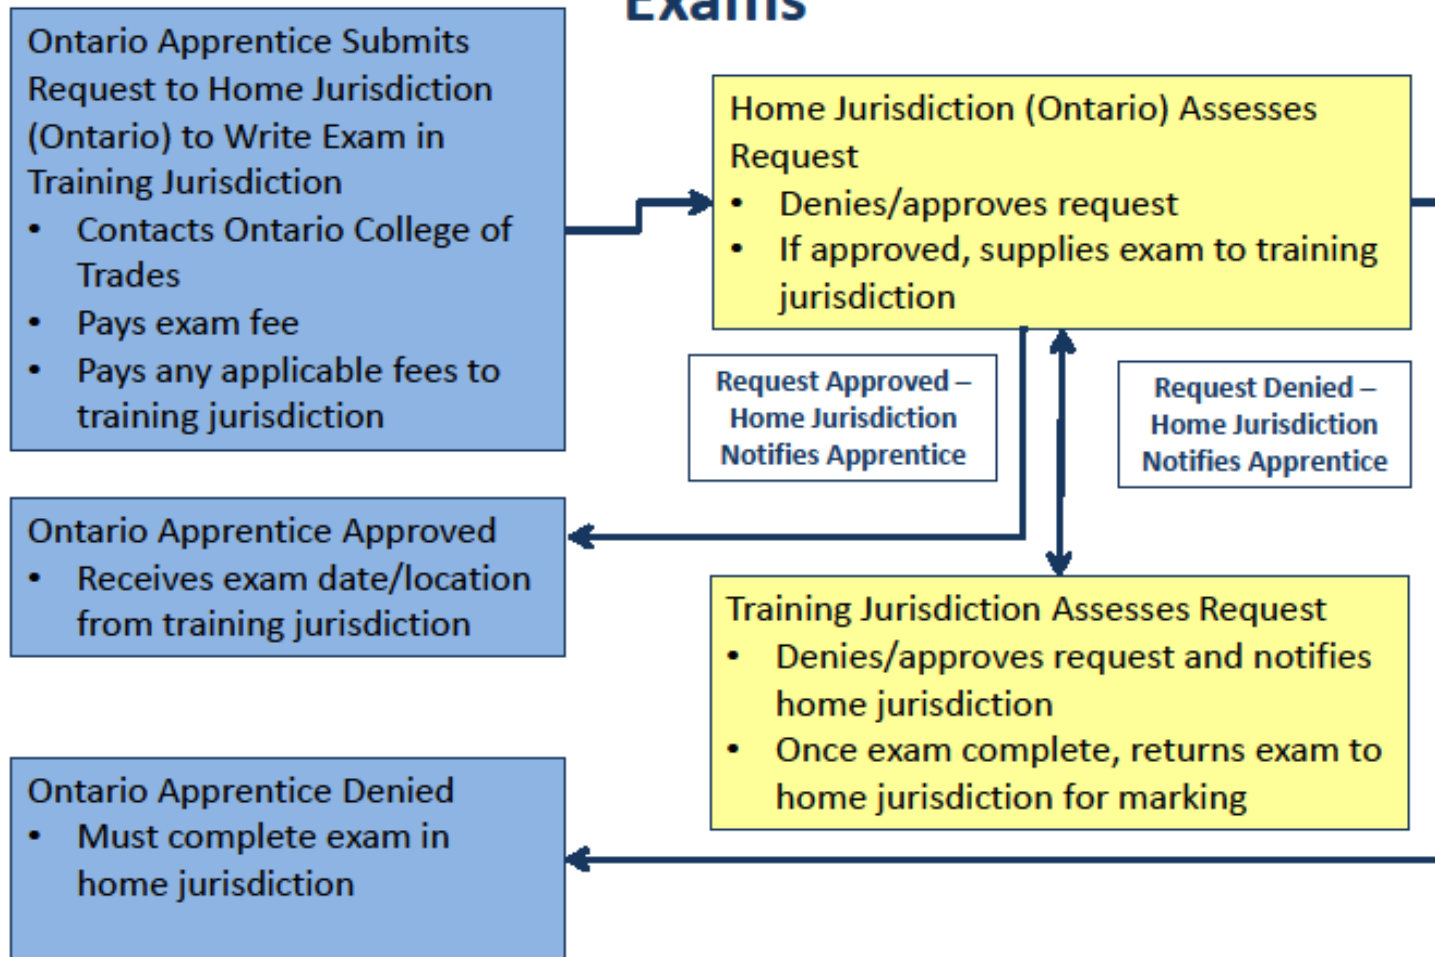 Exams
Ontario Apprentice Submits
Request to Home Jurisdiction
(Ontario) to Write Exam in
Training Jurisdiction
• Contacts Ontario College of
Trades
• Pays exam fee
• Pays any applicable fees to
training jurisdiction
Home Jurisdiction (Ontario) Assesses
Request
• Denies/approves request
• If approved, supplies exam to training
jurisdiction
Request Approved –
Home Jurisdiction
Notifies Apprentice
Request Denied –
Home Jurisdiction
Notifies Apprentice
Ontario Apprentice Approved
• Receives exam date/location
from training jurisdiction
Training Jurisdiction Assesses Request
• Denies/approves request and notifies
home jurisdiction
• Once exam complete, returns exam to
home jurisdiction for marking
Ontario Apprentice Denied
• Must complete exam in
home jurisdiction